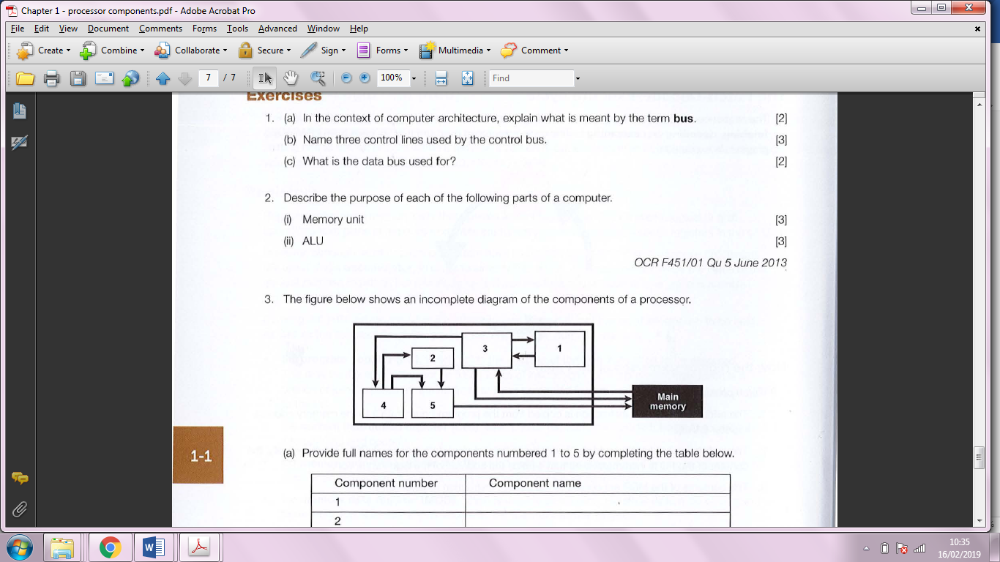 Chapter 1 - processor components.pdf - Adobe Acrobat Pro
File Edit View Document Comments Forms Tools Advanced Window Help
Create Combine Collaborate Secure Sign Forms Multimedia Comment
7 / 7 100% Find
Exercises
1. (a) In the context of computer architecture, explain what is meant by the term bus. [2]
(b) Name three control lines used by the control bus. [3]
(c) What is the data bus used for? [2]
2. Describe the purpose of each of the following parts of a computer.
(i) Memory unit [3]
(ii) ALU [3]
OCR F451/01 Qu 5 June 2013
3. The figure below shows an incomplete diagram of the components of a processor.
3 1
2
4 5
Main
memory
1-1
(a) Provide full names for the components numbered 1 to 5 by completing the table below.
Component number Component name
1
2
10:35
16/02/2019